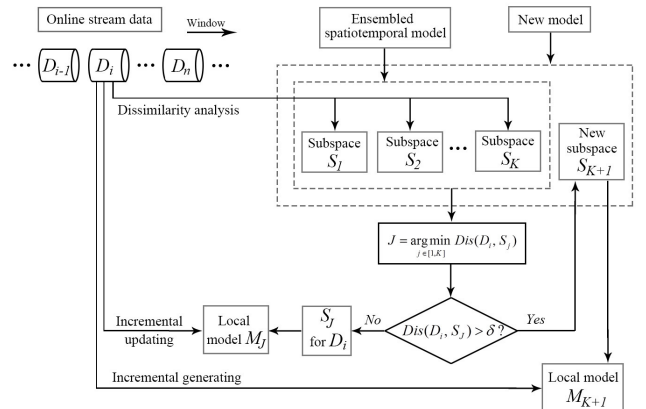 Online stream data
Window
Ensembled
spatiotemporal model
New model
... D_{i-1} D_i ... D_n ...
Dissimilarity analysis
Subspace
S_1
Subspace
S_2
...
Subspace
S_K
New
subspace
S_{K+1}
J = arg min Dis(D_i, S_j)
j∈[1,K]
Incremental
updating
Local
model M_J
S_J
for D_i
No
Dis(D_i, S_J) > δ ?
Yes
Incremental generating
Local model
M_{K+1}